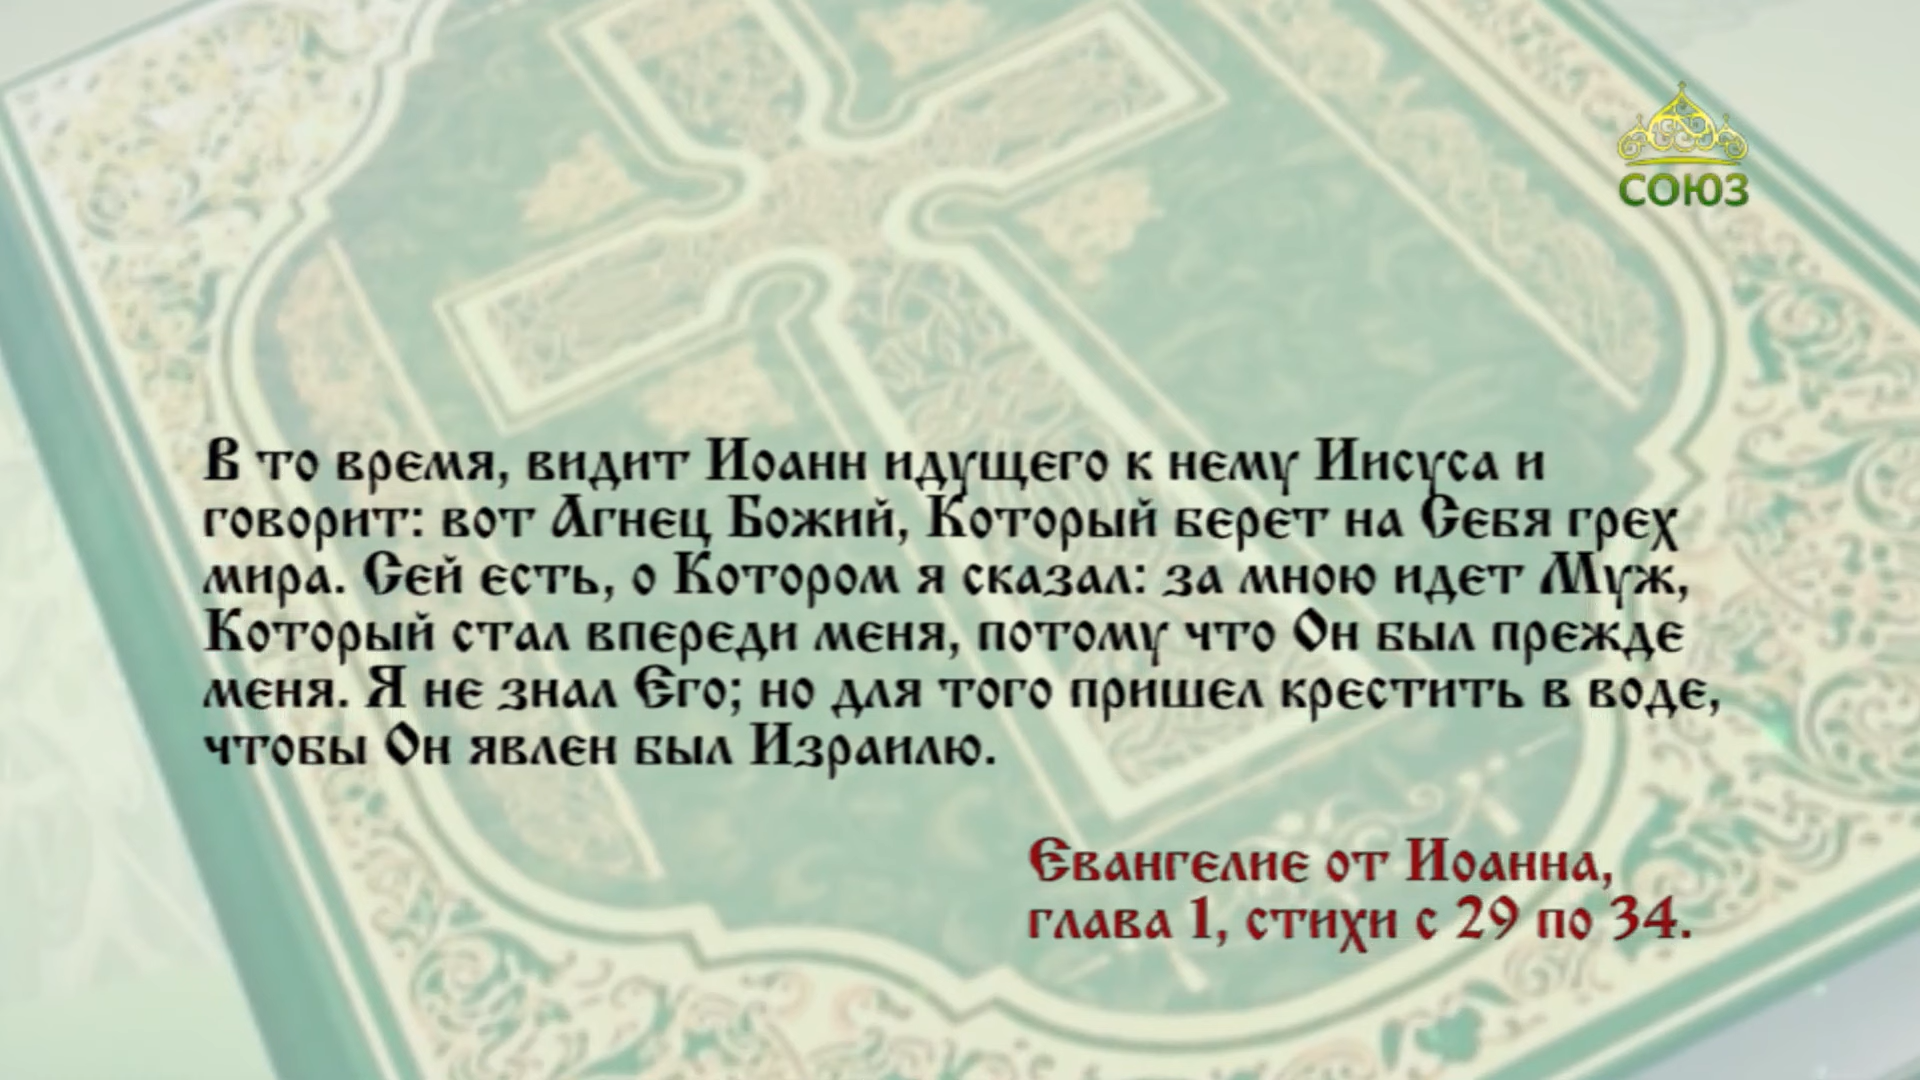 СОЮЗ
В то время, видит Иоанн идущего к нему Иисуса и
говорит: вот Агнец Божий, Который берет на Себя грех
мира. Сей есть, о Котором я сказал: за мною идет Муж,
Который стал впереди меня, потому что Он был прежде
меня. Я не знал Его; но для того пришел крестить в воде,
чтобы Он явлен был Израилю.
Евангелие от Иоанна,
глава 1, стихи с 29 по 34.